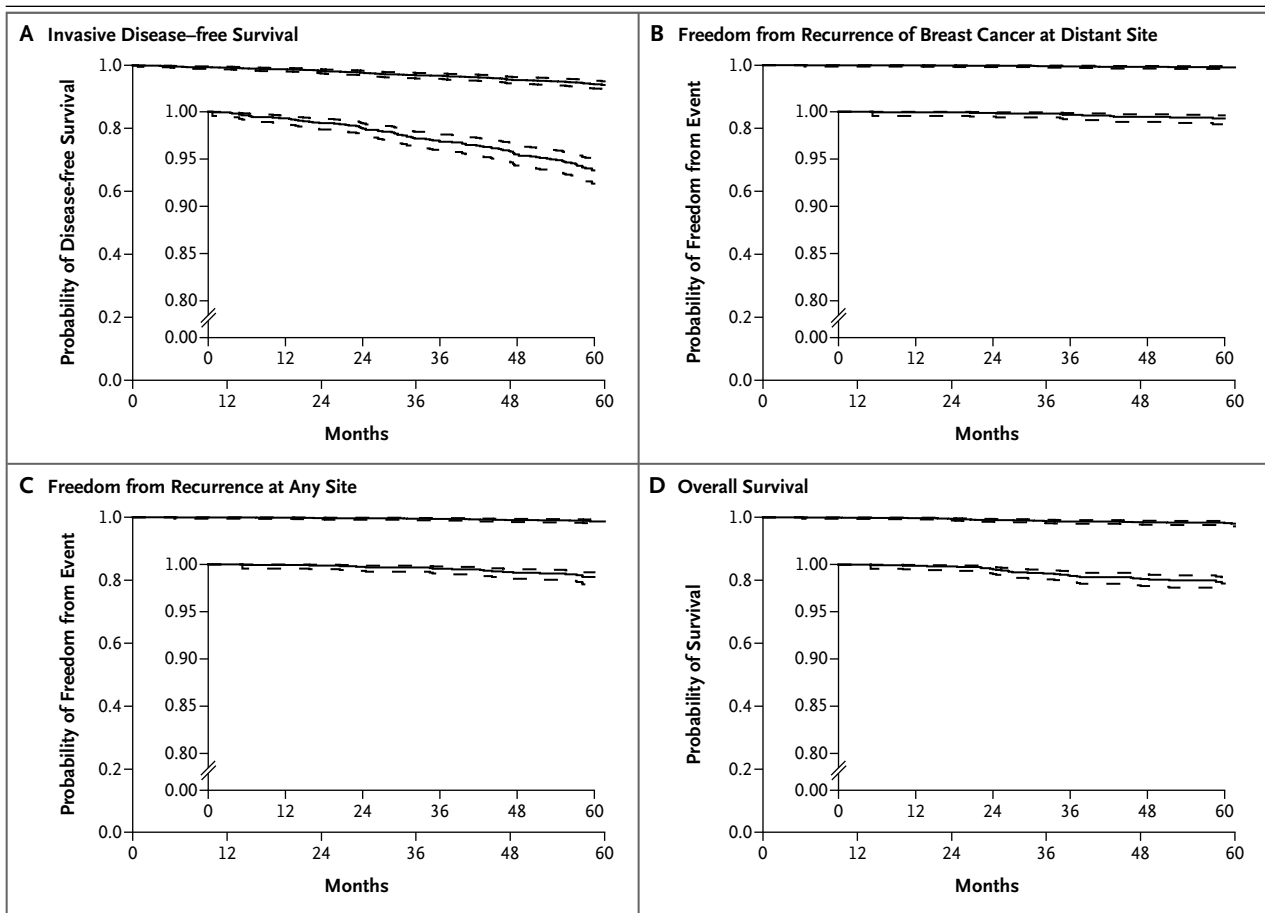 A Invasive Disease–free Survival
Probability of Disease-free Survival
1.0
0.8
0.6
0.4
0.2
0.0
1.00
0.95
0.90
0.85
0.80
0.00
0 12 24 36 48 60
0 12 24 36 48 60
Months
B Freedom from Recurrence of Breast Cancer at Distant Site
Probability of Freedom from Event
1.0
0.8
0.6
0.4
0.2
0.0
1.00
0.95
0.90
0.85
0.80
0.00
0 12 24 36 48 60
0 12 24 36 48 60
Months
C Freedom from Recurrence at Any Site
Probability of Freedom from Event
1.0
0.8
0.6
0.4
0.2
0.0
1.00
0.95
0.90
0.85
0.80
0.00
0 12 24 36 48 60
0 12 24 36 48 60
Months
D Overall Survival
Probability of Survival
1.0
0.8
0.6
0.4
0.2
0.0
1.00
0.95
0.90
0.85
0.80
0.00
0 12 24 36 48 60
0 12 24 36 48 60
Months